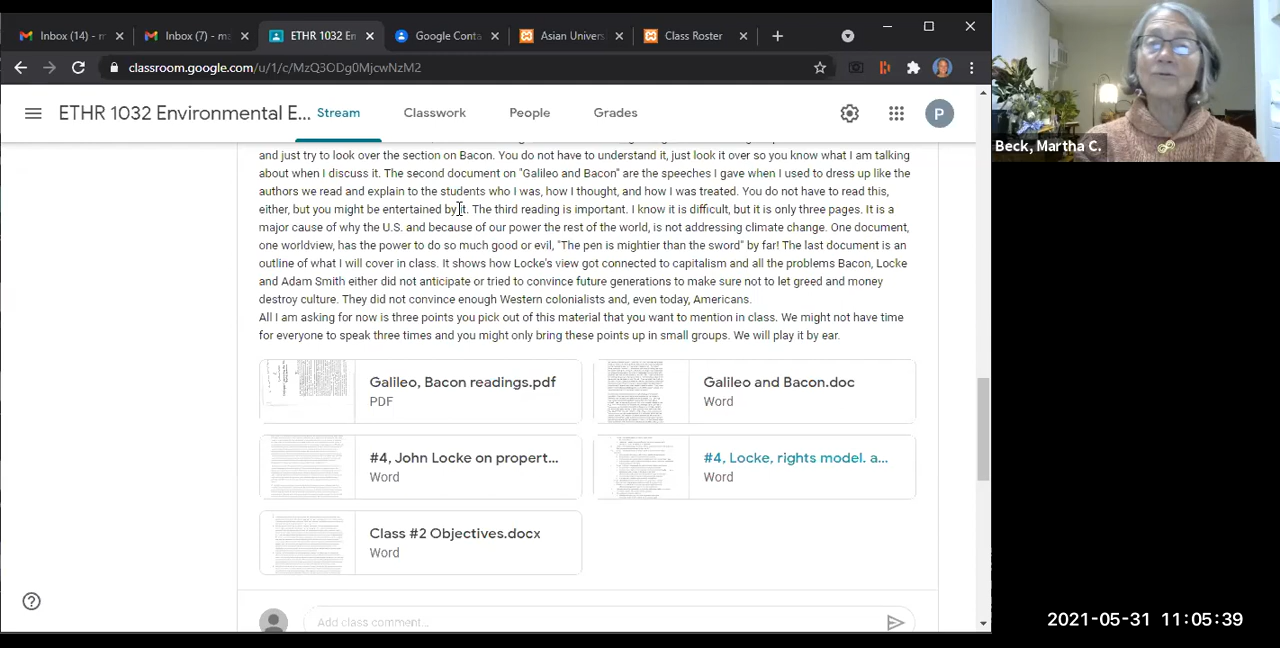 Inbox (14) - m
Inbox (7) - ma
ETHR 1032 En
Google Conta
Asian Univers
Class Roster
classroom.google.com/u/1/c/MzQ3ODg0MjcwNzM2
ETHR 1032 Environmental E...
Stream
Classwork
People
Grades
P
and just try to look over the section on Bacon. You do not have to understand it, just look it over so you know what I am talking
about when I discuss it. The second document on "Galileo and Bacon" are the speeches I gave when I used to dress up like the
authors we read and explain to the students who I was, how I thought, and how I was treated. You do not have to read this,
either, but you might be entertained by it. The third reading is important. I know it is difficult, but it is only three pages. It is a
major cause of why the U.S. and because of our power the rest of the world, is not addressing climate change. One document,
one worldview, has the power to do so much good or evil, "The pen is mightier than the sword" by far! The last document is an
outline of what I will cover in class. It shows how Locke's view got connected to capitalism and all the problems Bacon, Locke
and Adam Smith either did not anticipate or tried to convince future generations to make sure not to let greed and money
destroy culture. They did not convince enough Western colonialists and, even today, Americans.
All I am asking for now is three points you pick out of this material that you want to mention in class. We might not have time
for everyone to speak three times and you might only bring these points up in small groups. We will play it by ear.
Galileo, Bacon readings.pdf
PDF
Galileo and Bacon.doc
Word
#4, John Locke on propert...
Word
#4, Locke, rights model. a...
Word
Class #2 Objectives.docx
Word
Add class comment...
Beck, Martha C.
2021-05-31 11:05:39